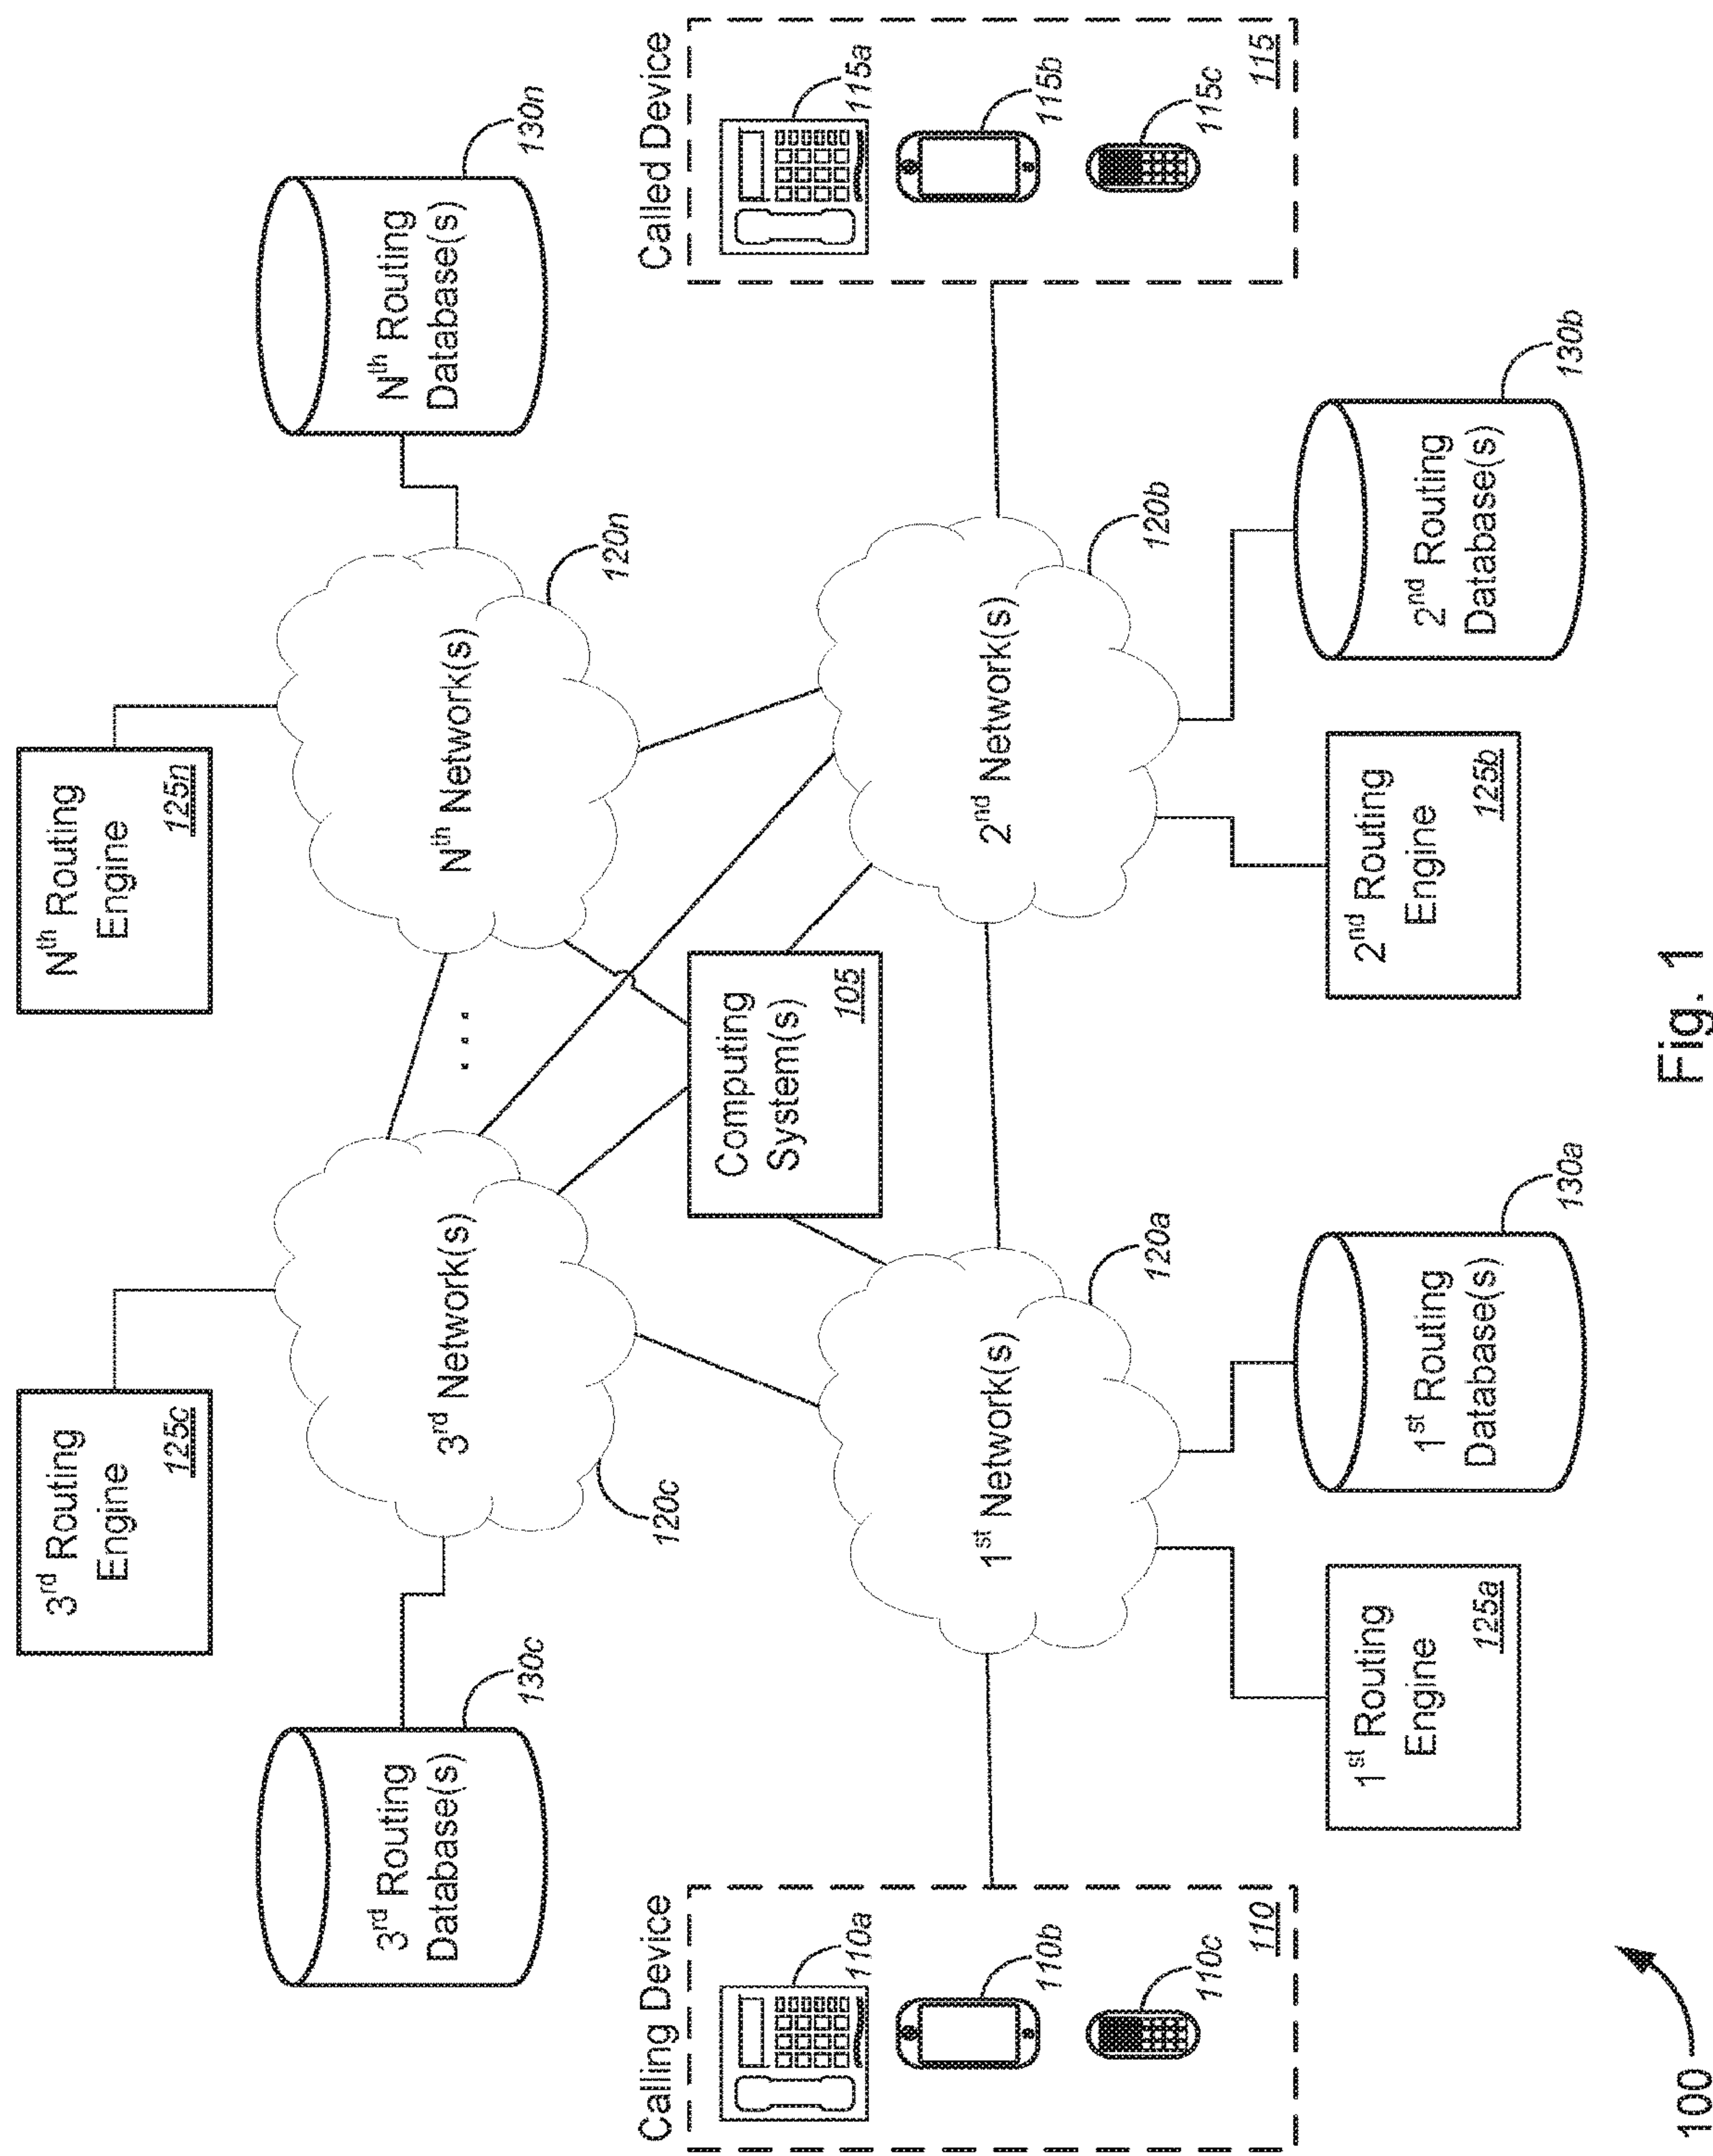 3rd Routing
Engine
125c
Nth Routing
Engine
125n
3rd Routing
Database(s)
130c
3rd Network(s)
120c
. . .
Nth Network(s)
120n
Nth Routing
Database(s)
130n
Calling Device
110a
110b
110c
110
Computing
System(s)
105
Called Device
115a
115b
115c
115
1st Network(s)
120a
2nd Network(s)
120b
1st Routing
Engine
125a
1st Routing
Database(s)
130a
2nd Routing
Engine
125b
2nd Routing
Database(s)
130b
100
Fig. 1